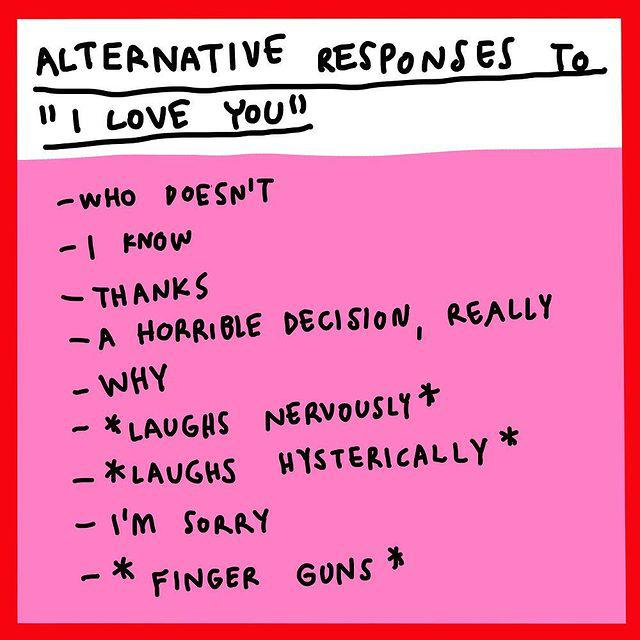 ALTERNATIVE RESPONSES TO
"I LOVE YOU"
- WHO DOESN'T
- I KNOW
- THANKS
- A HORRIBLE DECISION, REALLY
- WHY
- *LAUGHS NERVOUSLY*
- *LAUGHS HYSTERICALLY*
- I'M SORRY
- * FINGER GUNS *